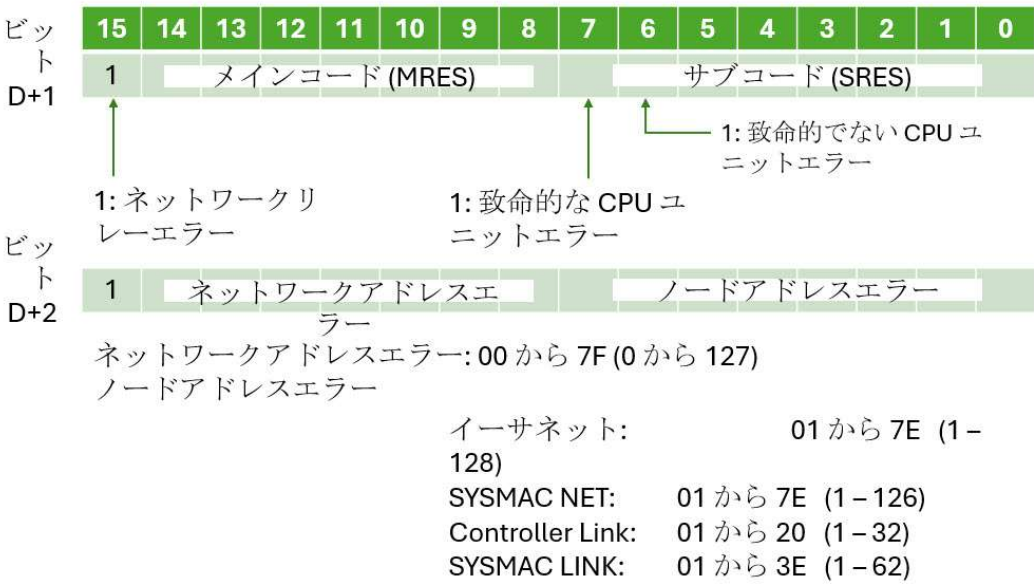 ビッ
ト
D+1
15 14 13 12 11 10 9 8 7 6 5 4 3 2 1 0
1 メインコード (MRES) サブコード (SRES)
1: 致命的でない CPU ユ
ニットエラー
1: ネットワークリ
レーエラー
1: 致命的な CPU ユ
ニットエラー
ビッ
ト
D+2
1 ネットワークアドレスエ
ラー
ノードアドレスエラー
ネットワークアドレスエラー: 00 から 7F (0 から 127)
ノードアドレスエラー
イーサネット: 01 から 7E (1 –
128)
SYSMAC NET: 01 から 7E (1 – 126)
Controller Link: 01 から 20 (1 – 32)
SYSMAC LINK: 01 から 3E (1 – 62)